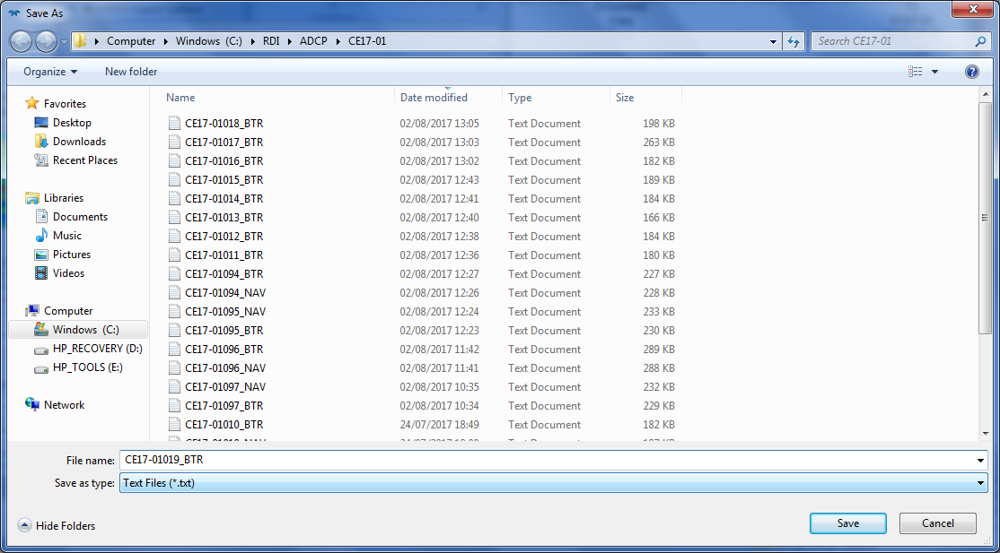 Save As
Computer Windows (C:) RDI ADCP CE17-01 Search CE17-01
Organize New folder
Name Date modified Type Size
Favorites
Desktop
Downloads
Recent Places
Libraries
Documents
Music
Pictures
Videos
Computer
Windows (C:)
HP_RECOVERY (D:)
HP_TOOLS (E:)
Network
CE17-01018_BTR 02/08/2017 13:05 Text Document 198 KB
CE17-01017_BTR 02/08/2017 13:03 Text Document 263 KB
CE17-01016_BTR 02/08/2017 13:02 Text Document 182 KB
CE17-01015_BTR 02/08/2017 12:43 Text Document 189 KB
CE17-01014_BTR 02/08/2017 12:41 Text Document 184 KB
CE17-01013_BTR 02/08/2017 12:40 Text Document 166 KB
CE17-01012_BTR 02/08/2017 12:38 Text Document 184 KB
CE17-01011_BTR 02/08/2017 12:36 Text Document 180 KB
CE17-01094_BTR 02/08/2017 12:27 Text Document 227 KB
CE17-01094_NAV 02/08/2017 12:26 Text Document 228 KB
CE17-01095_NAV 02/08/2017 12:24 Text Document 233 KB
CE17-01095_BTR 02/08/2017 12:23 Text Document 230 KB
CE17-01096_BTR 02/08/2017 11:42 Text Document 289 KB
CE17-01096_NAV 02/08/2017 11:41 Text Document 288 KB
CE17-01097_NAV 02/08/2017 10:35 Text Document 232 KB
CE17-01097_BTR 02/08/2017 10:34 Text Document 229 KB
CE17-01010_BTR 24/07/2017 18:49 Text Document 182 KB
File name: CE17-01019_BTR
Save as type: Text Files (*.txt)
Hide Folders Save Cancel